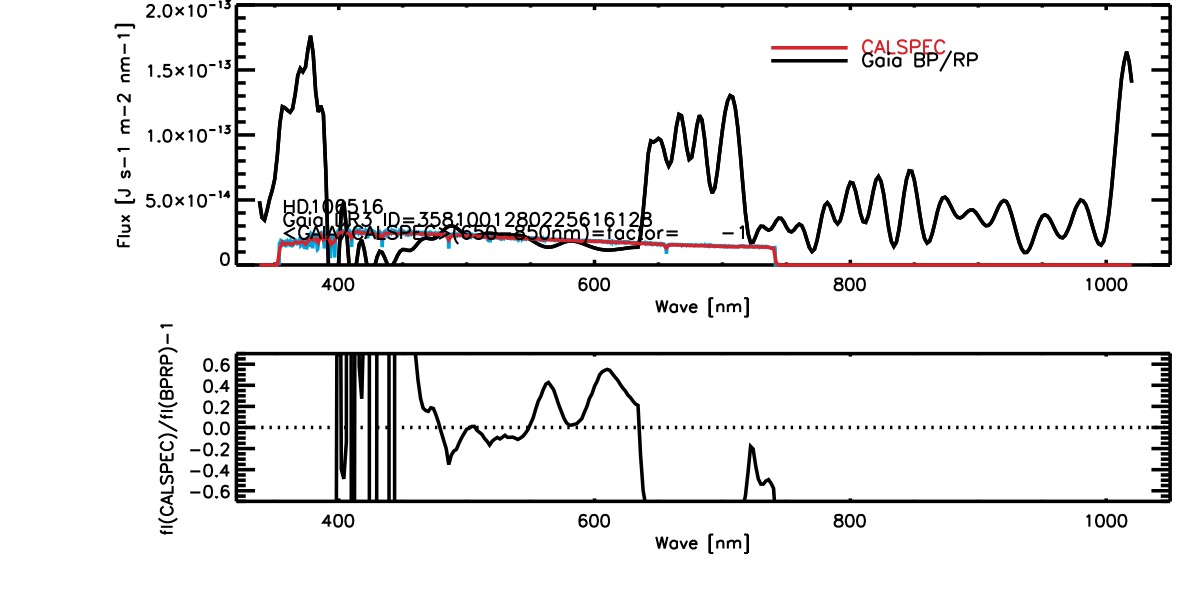 2.0×10−13
1.5×10−13
1.0×10−13
5.0×10−14
0
Flux [J s−1 m−2 nm−1]
CALSPEC
Gaia BP/RP
HD106516
Gaia DR3 ID=3581001280225616128
<GAIA/CALSPEC>(650−850nm)=factor= −1
400 600 800 1000
Wave [nm]
fl(CALSPEC)/fl(BPRP)−1
0.6
0.4
0.2
0.0
−0.2
−0.4
−0.6
400 600 800 1000
Wave [nm]